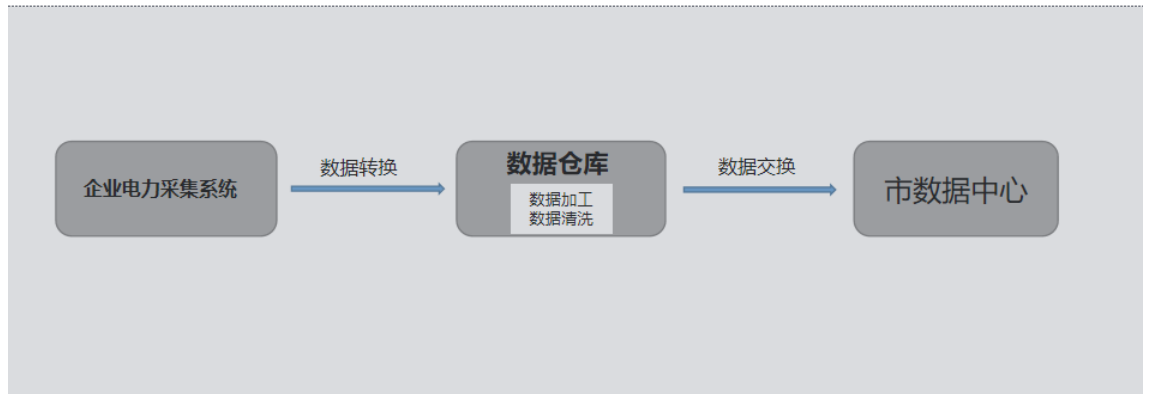 企业电力采集系统
数据转换
数据仓库
数据加工
数据清洗
数据交换
市数据中心